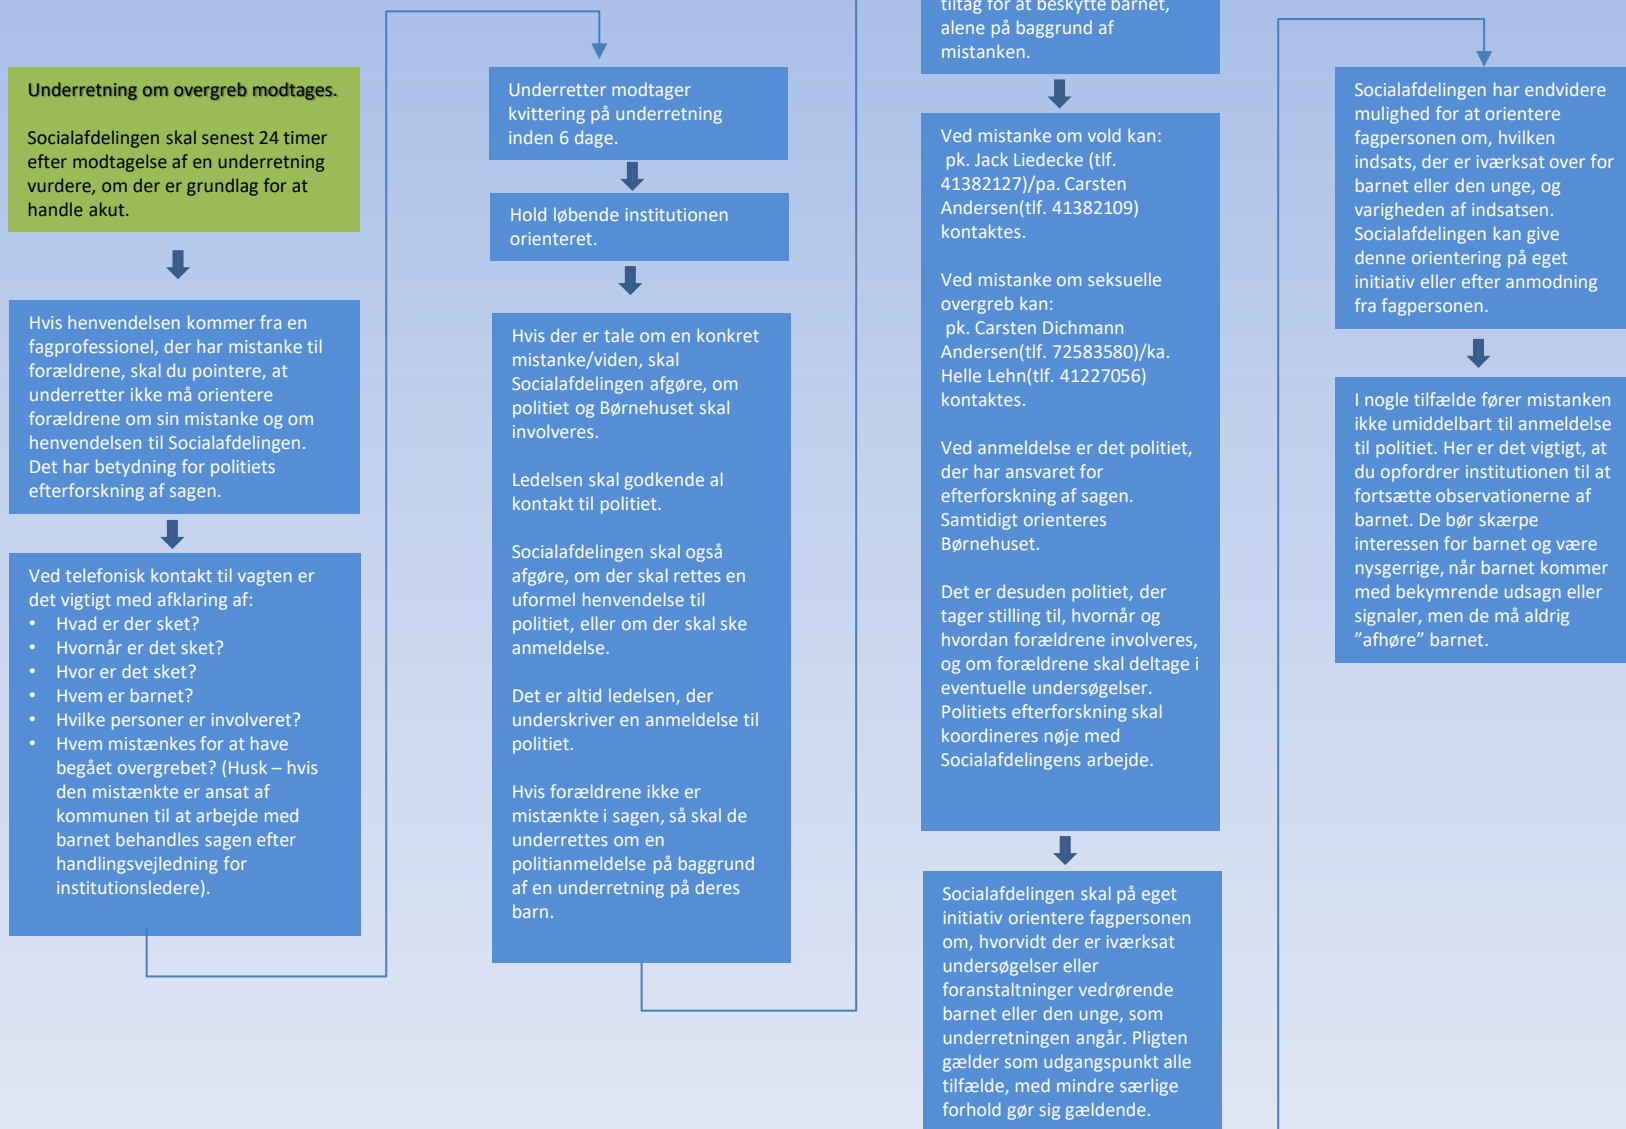 Underretning om overgreb modtages.
Socialafdelingen skal senest 24 timer
efter modtagelse af en underretning
vurdere, om der er grundlag for at
handle akut.
Hvis henvendelsen kommer fra en
fagprofessionel, der har mistanke til
forældrene, skal du pointere, at
underretter ikke må orientere
forældrene om sin mistanke og om
henvendelsen til Socialafdelingen.
Det har betydning for politiets
efterforskning af sagen.
Ved telefonisk kontakt til vagten er
det vigtigt med afklaring af:
• Hvad er der sket?
• Hvornår er det sket?
• Hvor er det sket?
• Hvem er barnet?
• Hvilke personer er involveret?
• Hvem mistænkes for at have
begået overgrebet? (Husk – hvis
den mistænkte er ansat af
kommunen til at arbejde med
barnet behandles sagen efter
handlingsvejledning for
institutionsledere).
Underretter modtager
kvittering på underretning
inden 6 dage.
Hold løbende institutionen
orienteret.
Hvis der er tale om en konkret
mistanke/viden, skal
Socialafdelingen afgøre, om
politiet og Børnehuset skal
involveres.
Ledelsen skal godkende al
kontakt til politiet.
Socialafdelingen skal også
afgøre, om der skal rettes en
uformel henvendelse til
politiet, eller om der skal ske
anmeldelse.
Det er altid ledelsen, der
underskriver en anmeldelse til
politiet.
Hvis forældrene ikke er
mistænkte i sagen, så skal de
underrettes om en
politianmeldelse på baggrund
af en underretning på deres
barn.
tiltag for at beskytte barnet,
alene på baggrund af
mistanken.
Ved mistanke om vold kan:
pk. Jack Liedecke (tlf.
41382127)/pa. Carsten
Andersen(tlf. 41382109)
kontaktes.
Ved mistanke om seksuelle
overgreb kan:
pk. Carsten Dichmann
Andersen(tlf. 72583580)/ka.
Helle Lehn(tlf. 41227056)
kontaktes.
Ved anmeldelse er det politiet,
der har ansvaret for
efterforskning af sagen.
Samtidigt orienteres
Børnehuset.
Det er desuden politiet, der
tager stilling til, hvornår og
hvordan forældrene involveres,
og om forældrene skal deltage i
eventuelle undersøgelser.
Politiets efterforskning skal
koordineres nøje med
Socialafdelingens arbejde.
Socialafdelingen skal på eget
initiativ orientere fagpersonen
om, hvorvidt der er iværksat
undersøgelser eller
foranstaltninger vedrørende
barnet eller den unge, som
underretningen angår. Pligten
gælder som udgangspunkt alle
tilfælde, med mindre særlige
forhold gør sig gældende.
Socialafdelingen har endvidere
mulighed for at orientere
fagpersonen om, hvilken
indsats, der er iværksat over for
barnet eller den unge, og
varigheden af indsatsen.
Socialafdelingen kan give
denne orientering på eget
initiativ eller efter anmodning
fra fagpersonen.
I nogle tilfælde fører mistanken
ikke umiddelbart til anmeldelse
til politiet. Her er det vigtigt, at
du opfordrer institutionen til at
fortsætte observationerne af
barnet. De bør skærpe
interessen for barnet og være
nysgerrige, når barnet kommer
med bekymrende udsagn eller
signaler, men de må aldrig
”afhøre” barnet.